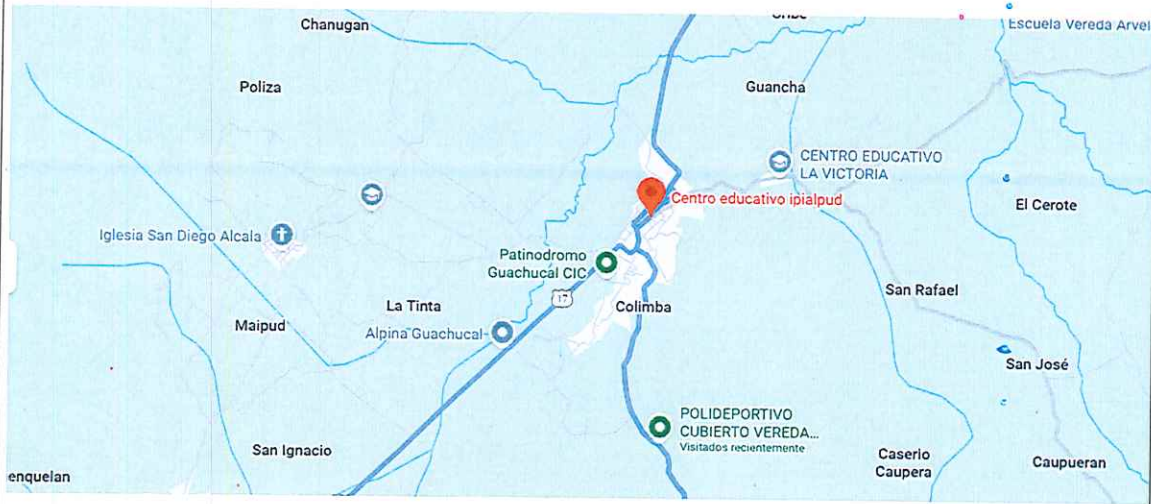 Chanugan
Escuela Vereda Arvel
Poliza
Guancha
CENTRO EDUCATIVO
LA VICTORIA
Centro educativo ipialpud
El Cerote
Iglesia San Diego Alcala
Patinodromo
Guachucal CIC
San Rafael
17
La Tinta
Colimba
Maipud
Alpina Guachucal
San José
POLIDEPORTIVO
CUBIERTO VEREDA...
Visitados recientemente
San Ignacio
Caserio
Caupera
Caupueran
enquelan